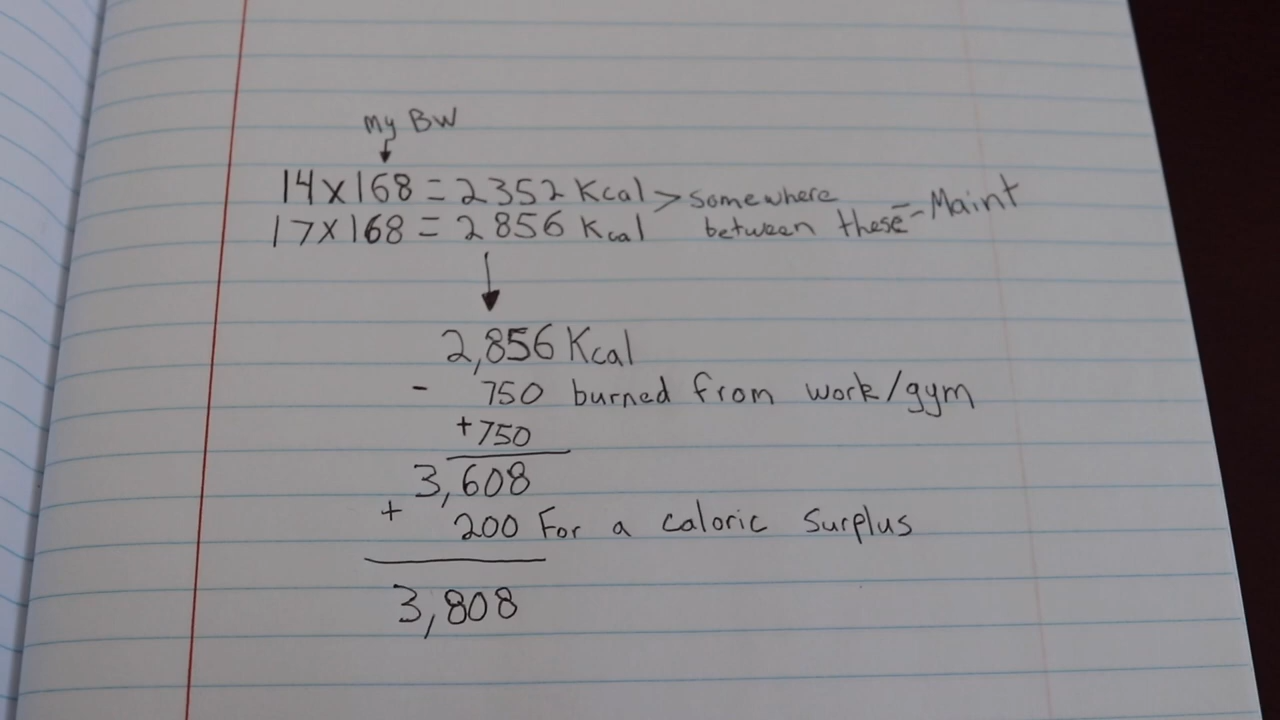 my BW
14x168 = 2352 Kcal > somewhere
17x168 = 2856 Kcal between these - Maint
2,856 Kcal
- 750 burned from work/gym
+750
3,608
+ 200 For a caloric Surplus
3,808